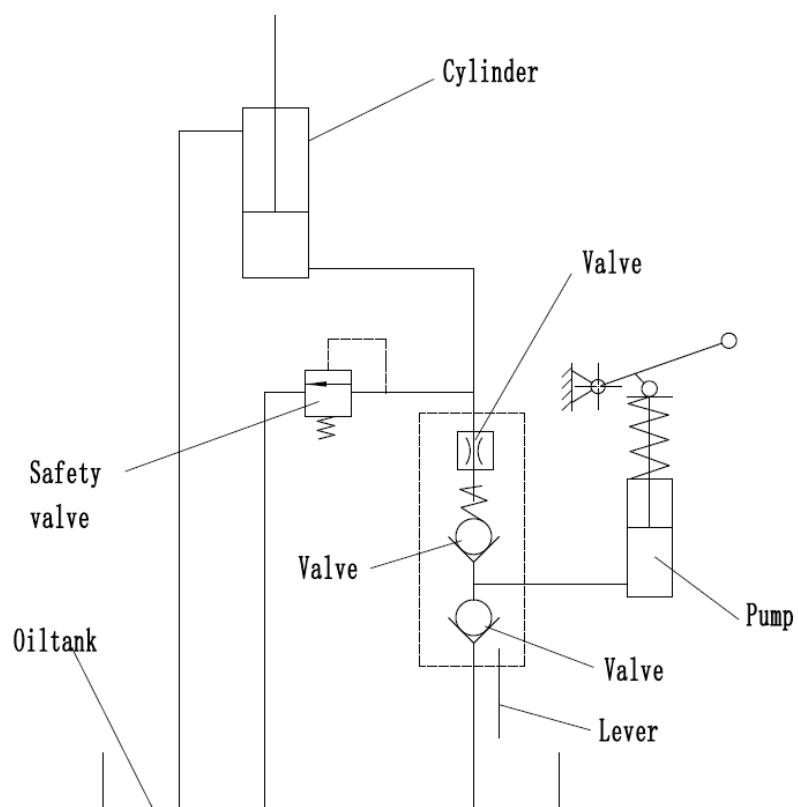 Cylinder
Valve
Safety
valve
Valve
Pump
Oiltank
Valve
Lever